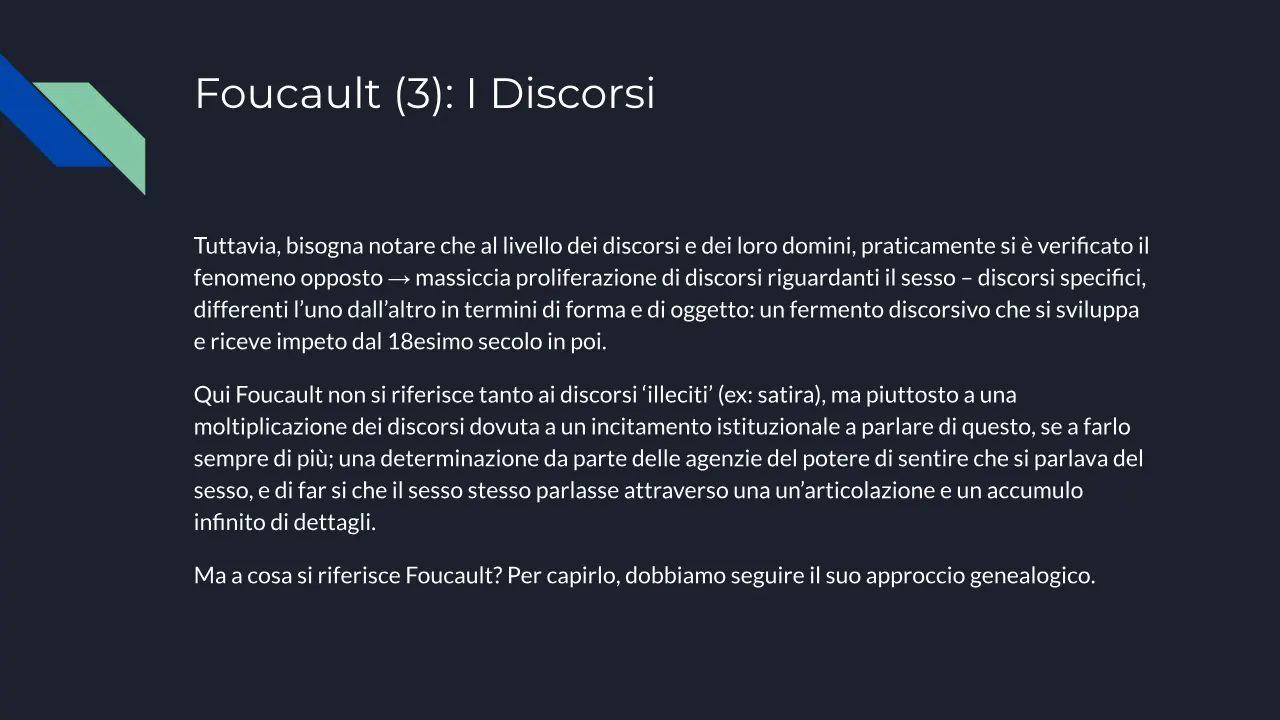 Foucault (3): I Discorsi
Tuttavia, bisogna notare che al livello dei discorsi e dei loro domini, praticamente si è verificato il
fenomeno opposto → massiccia proliferazione di discorsi riguardanti il sesso – discorsi specifici,
differenti l’uno dall’altro in termini di forma e di oggetto: un fermento discorsivo che si sviluppa
e riceve impeto dal 18esimo secolo in poi.
Qui Foucault non si riferisce tanto ai discorsi ‘illeciti’ (ex: satira), ma piuttosto a una
moltiplicazione dei discorsi dovuta a un incitamento istituzionale a parlare di questo, se a farlo
sempre di più; una determinazione da parte delle agenzie del potere di sentire che si parlava del
sesso, e di far si che il sesso stesso parlasse attraverso una un’articolazione e un accumulo
infinito di dettagli.
Ma a cosa si riferisce Foucault? Per capirlo, dobbiamo seguire il suo approccio genealogico.